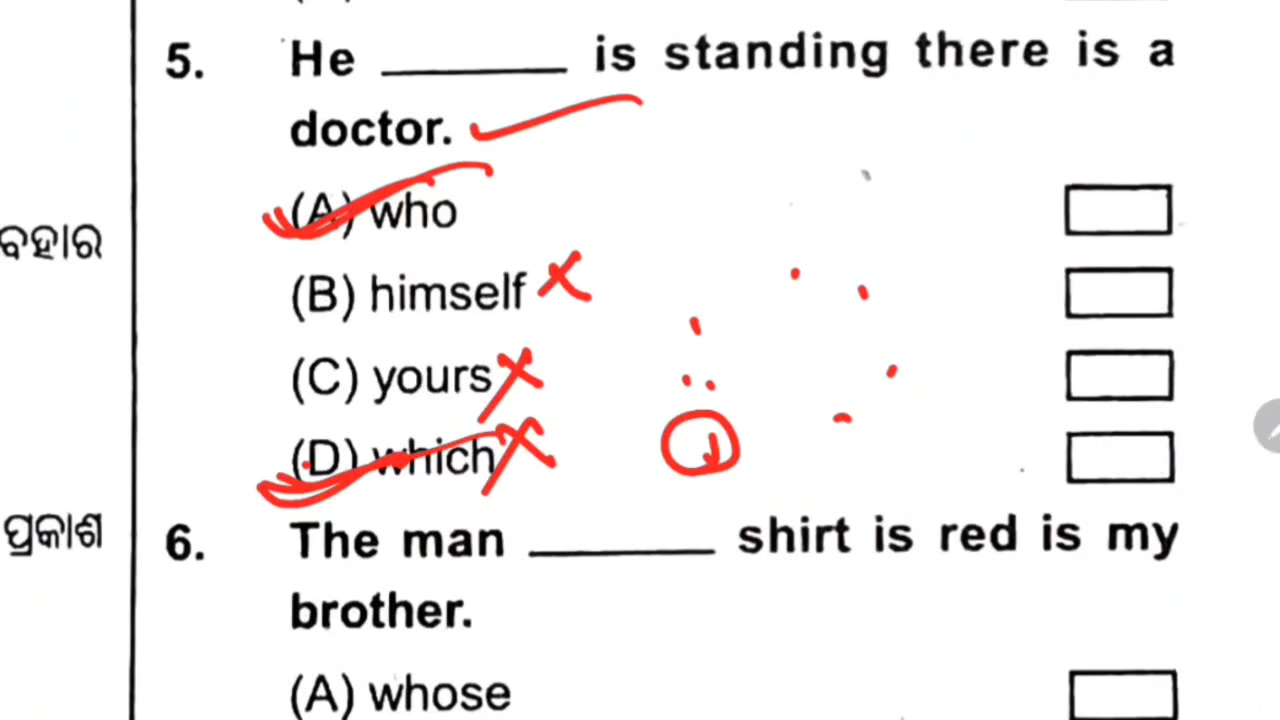 5. He ________ is standing there is a
doctor.
(A) who
(B) himself
(C) yours
(D) which
6. The man ________ shirt is red is my
brother.
(A) whose
ବହାର
ପ୍ରକାଶ